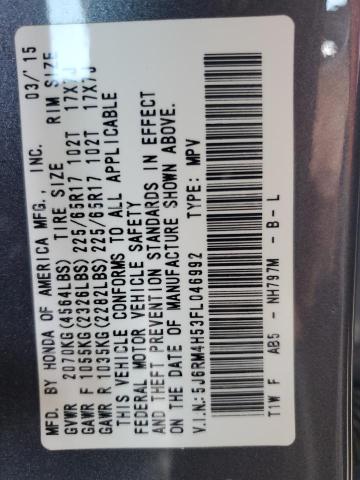 MFD. BY HONDA OF AMERICA MFG., INC. 03/'15
GVWR 2070KG(4564LBS) TIRE SIZE RIM SIZE
GAWR F 1055KG(2326LBS) 225/65R17 102T 17X7J
GAWR R 1035KG(2282LBS) 225/65R17 102T 17X7J
THIS VEHICLE CONFORMS TO ALL APPLICABLE
FEDERAL MOTOR VEHICLE SAFETY
AND THEFT PREVENTION STANDARDS IN EFFECT
ON THE DATE OF MANUFACTURE SHOWN ABOVE.
V.I.N.: 5J6RM4H53FL046992 TYPE: MPV
T1W F AB5 - NH797M - B - L